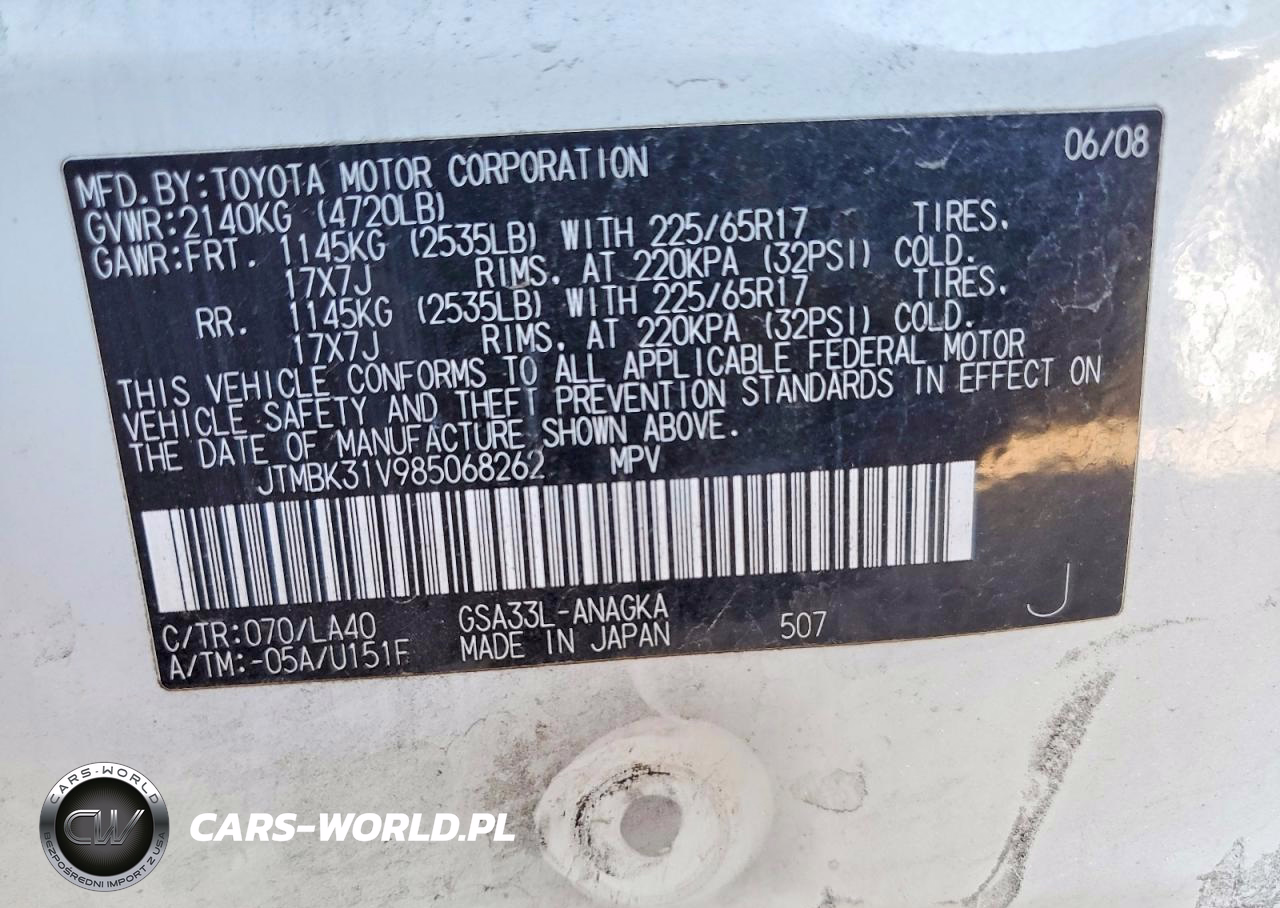 06/08
MFD.BY:TOYOTA MOTOR CORPORATION
GVWR:2140KG (4720LB)
GAWR:FRT. 1145KG (2535LB) WITH 225/65R17 TIRES.
17X7J RIMS. AT 220KPA (32PSI) COLD.
RR. 1145KG (2535LB) WITH 225/65R17 TIRES.
17X7J RIMS. AT 220KPA (32PSI) COLD.
THIS VEHICLE CONFORMS TO ALL APPLICABLE FEDERAL MOTOR
VEHICLE SAFETY AND THEFT PREVENTION STANDARDS IN EFFECT ON
THE DATE OF MANUFACTURE SHOWN ABOVE.
JTMBK31V985068262 MPV
C/TR:070/LA40 GSA33L-ANAGKA 507 J
A/TM:-05A/U151F MADE IN JAPAN
CARS-WORLD
CW
BEZPOŚREDNI IMPORT Z USA
CARS-WORLD.PL